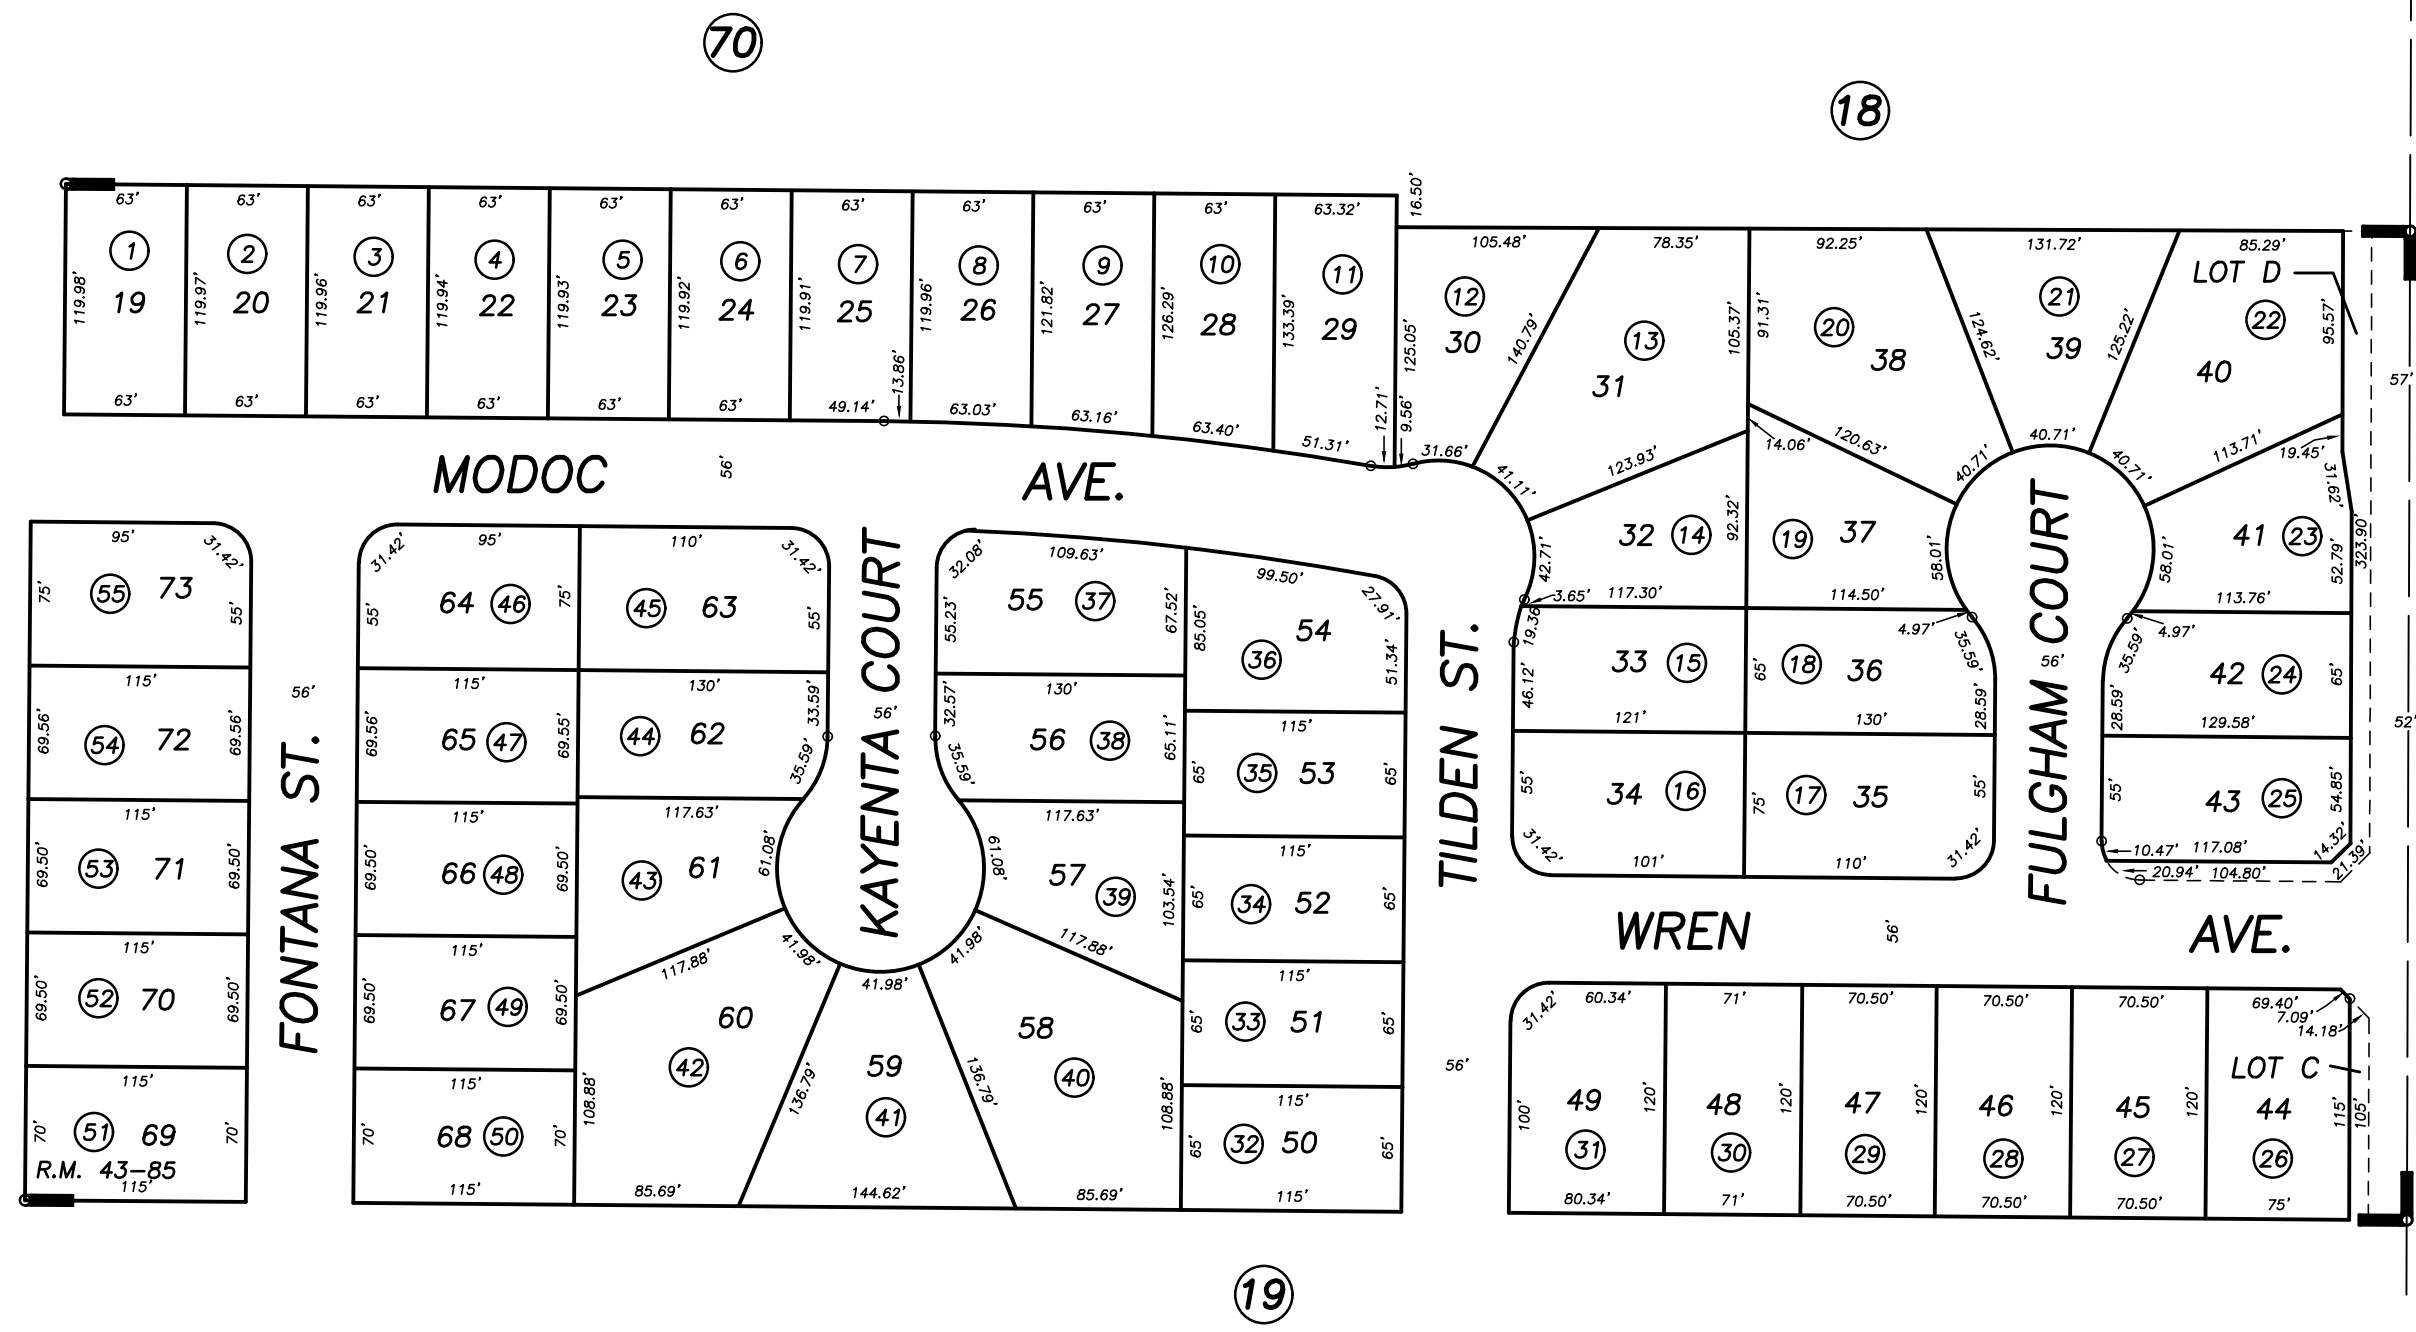 70
18
63' 63' 63' 63' 63' 63' 63' 63' 63' 63' 63.32' 16.50'
105.48' 78.35' 92.25' 131.72' 85.29'
LOT D
1 2 3 4 5 6 7 8 9 10 11 12 13 20 21 22
119.98' 119.97' 119.96' 119.94' 119.93' 119.92' 119.91' 119.96' 121.82' 126.29' 133.39' 125.05' 140.79' 105.37' 91.31' 124.62' 125.22' 95.57'
19 20 21 22 23 24 25 26 27 28 29 30 31 38 39 40
57'
63' 63' 63' 63' 63' 63' 49.14' 13.86' 63.03' 63.16' 63.40' 51.31' 12.71' 9.56' 31.66' 41.11'
123.93' 14.06' 120.63' 40.71' 40.71' 40.71' 113.71' 19.45' 31.62'
MODOC 56' AVE.
32 14 92.32' 19 37 41 23
42.71' 58.01' 58.01' 52.79' 323.90'
3.65' 117.30' 114.50' 4.97' 4.97' 113.76'
95' 31.42' 31.42' 95' 110' 31.42' 32.08' 109.63' 99.50' 27.91'
75' 55 73 55' 55' 64 46 75' 45 63 55' 55.23' 55 37 67.52' 85.05' 54 36 51.34'
19.36' 46.12' 33 15 65' 18 36 35.59' 28.59' 56' 35.59' 28.59' 42 24 65'
121' 130' 129.58' 52'
115' 56' 115' 130' 33.59' 56' 32.57' 130' 115'
69.56' 54 72 69.56' 69.56' 65 47 69.55' 44 62 35.59' 35.59' 56 38 65.11' 65' 35 53 65'
55' 34 16 75' 17 35 55' 55' 43 25 54.85'
31.42' 101' 110' 31.42' 10.47' 117.08' 14.32' 20.94' 104.80' 21.39'
FONTANA ST.
KAYENTA COURT
TILDEN ST.
FULGHAM COURT
115' 115' 117.63' 117.63' 115'
69.50' 53 71 69.50' 69.50' 66 48 69.50' 43 61 61.08' 61.08' 57 39 103.54' 65' 34 52 65'
WREN 56' AVE.
115' 115' 117.88' 41.98' 41.98' 41.98' 117.88' 115'
69.50' 52 70 69.50' 69.50' 67 49 69.50' 60 42 59 41 58 40 65' 33 51 65' 56'
31.42' 60.34' 71' 70.50' 70.50' 70.50' 69.40' 7.09' 14.18'
LOT C
115' 115' 108.88' 136.79' 136.79' 108.88' 115'
70' 51 69 70' 70' 68 50 70' 65' 32 50 65'
100' 49 120' 48 120' 47 120' 46 120' 45 120' 44 115' 105'
31 30 29 28 27 26
R.M. 43-85
115' 115' 85.69' 144.62' 85.69' 115' 80.34' 71' 70.50' 70.50' 70.50' 75'
19